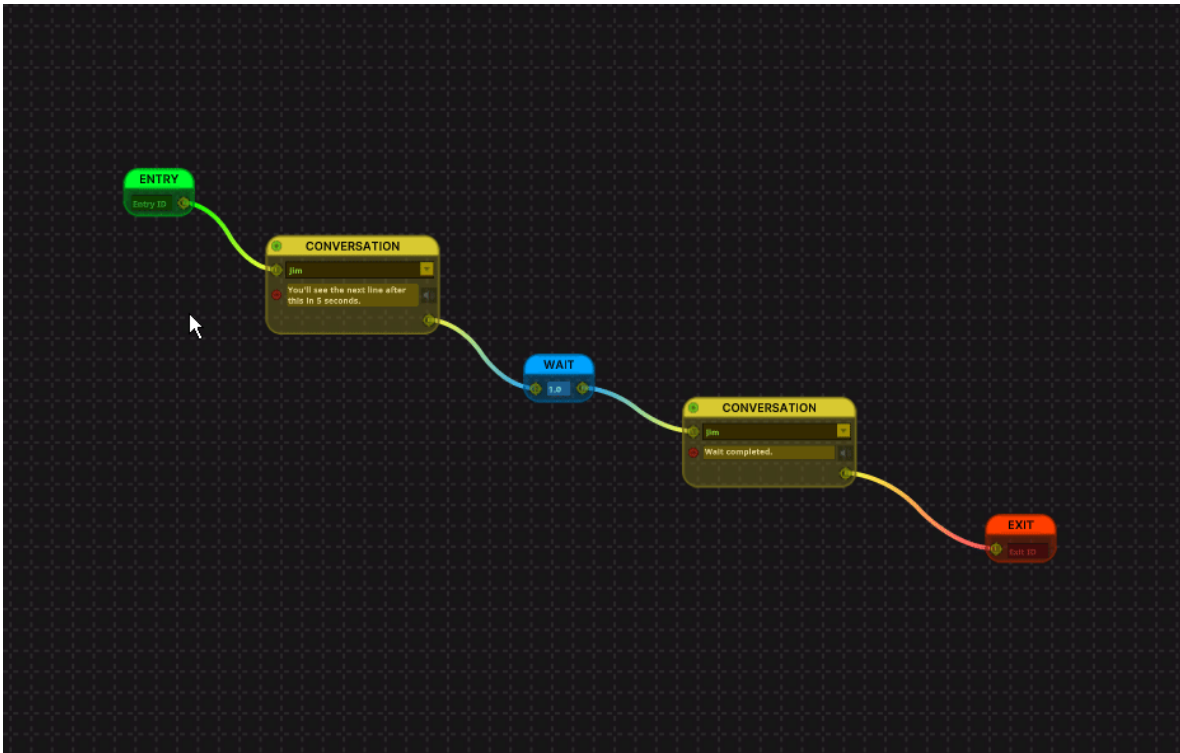 ENTRY
Entry ID
CONVERSATION
Jim
You'll see the next line after
this in 5 seconds.
WAIT
1.0
CONVERSATION
Jim
Wait completed.
EXIT
Exit ID